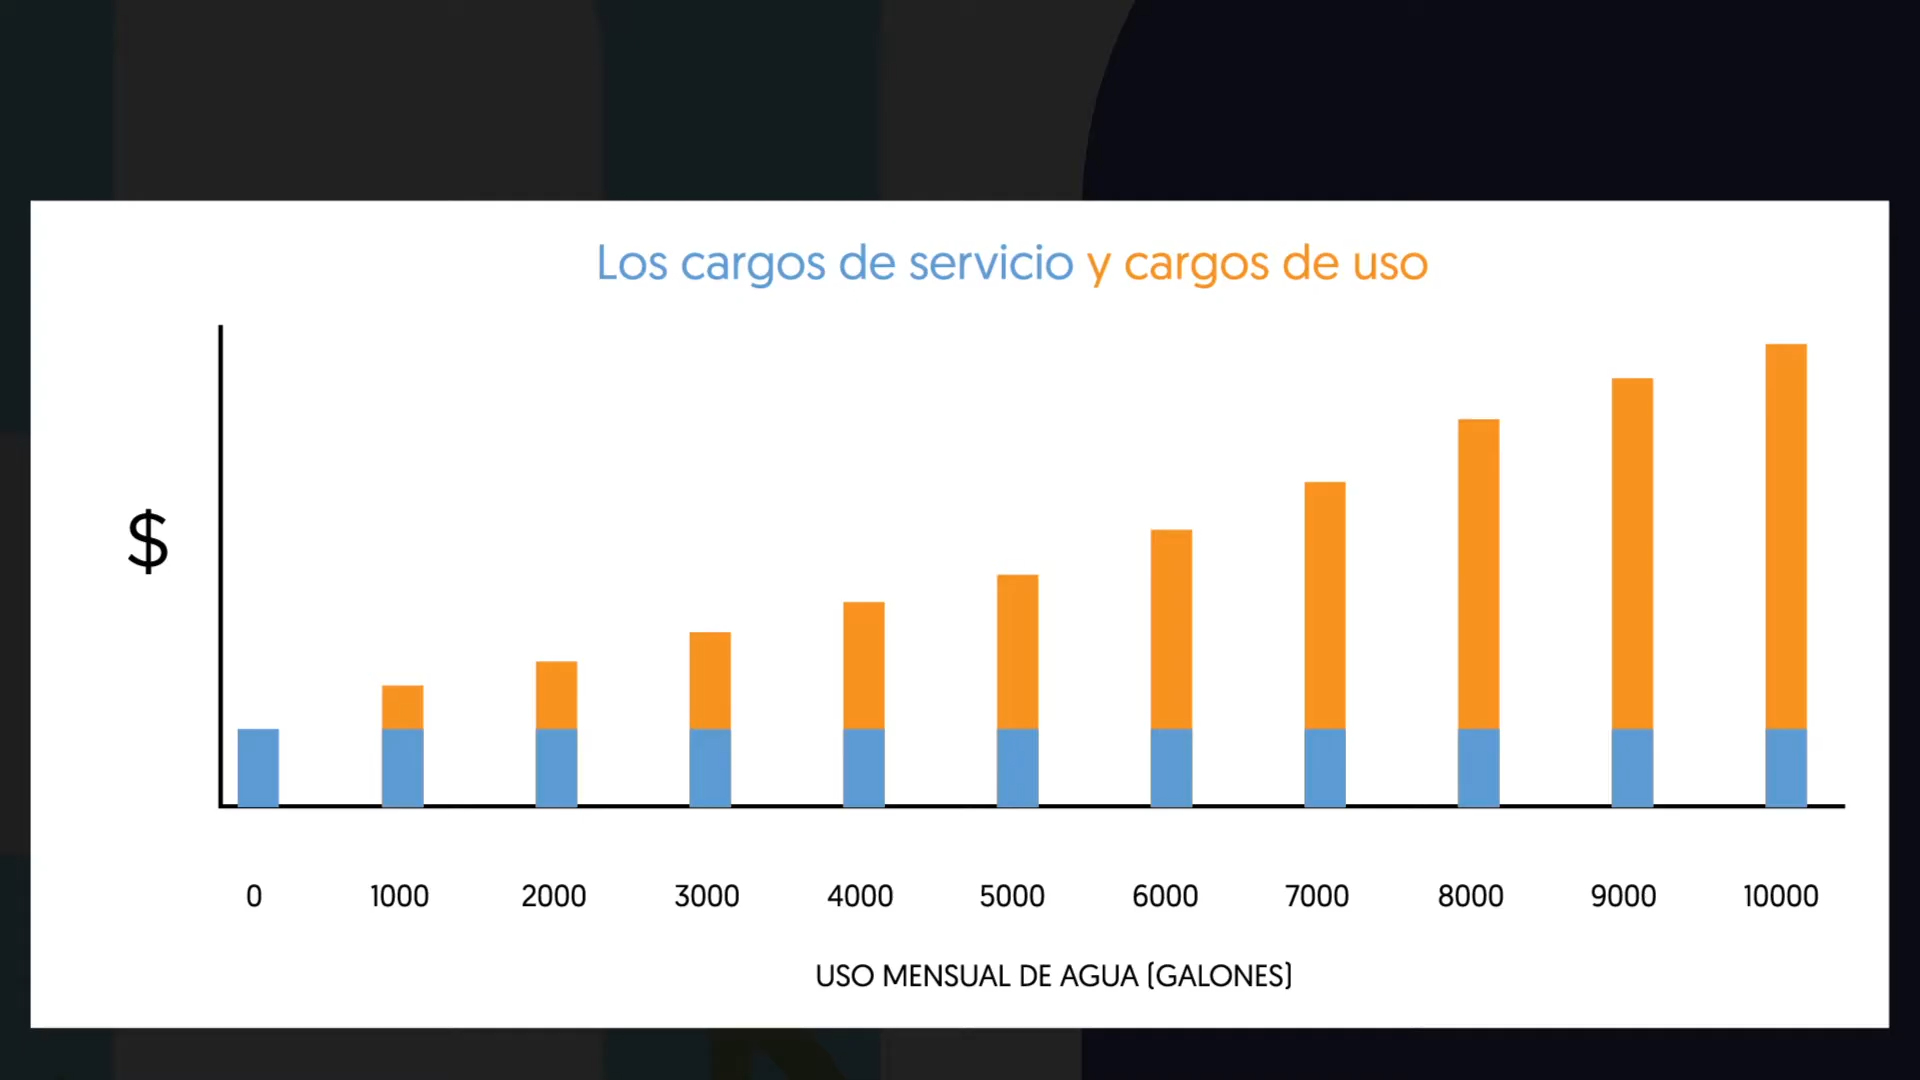 Los cargos de servicio y cargos de uso
$
0 1000 2000 3000 4000 5000 6000 7000 8000 9000 10000
USO MENSUAL DE AGUA (GALONES)